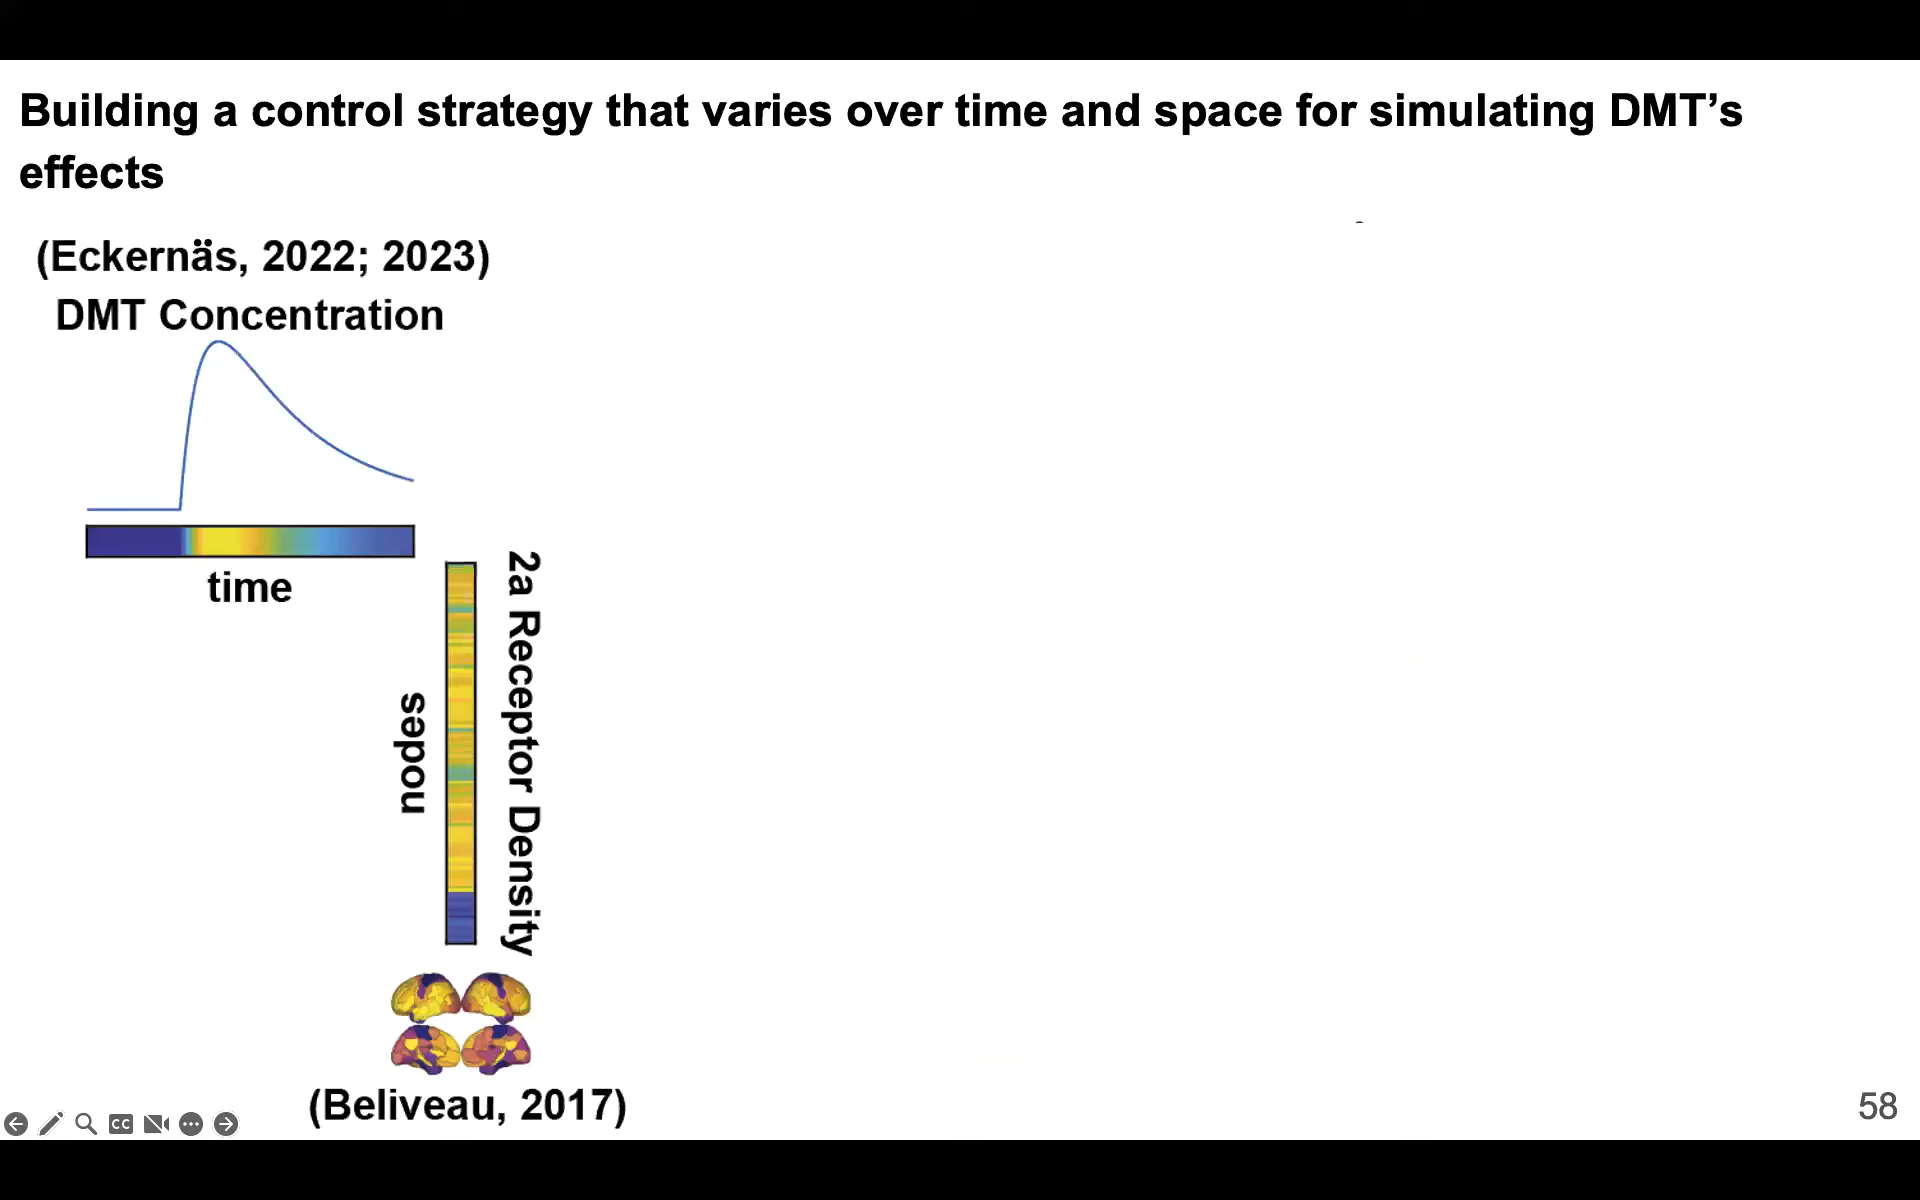 Building a control strategy that varies over time and space for simulating DMT’s
effects
(Eckernäs, 2022; 2023)
DMT Concentration
time
nodes
2a Receptor Density
(Beliveau, 2017)
CC
58